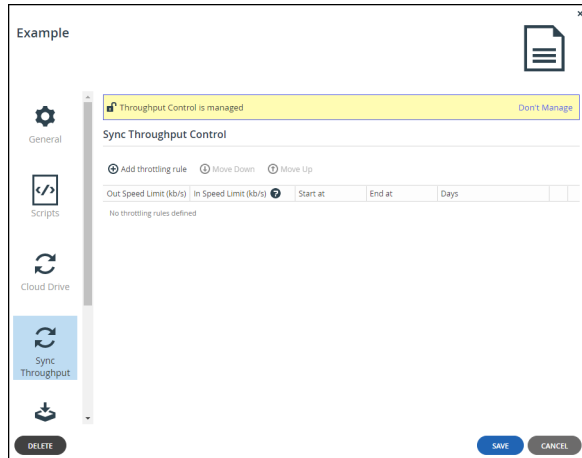 Example
General
Scripts
Cloud Drive
Sync
Throughput
Throughput Control is managed Don't Manage
Sync Throughput Control
Add throttling rule Move Down Move Up
Out Speed Limit (kb/s) In Speed Limit (kb/s) ? Start at End at Days
No throttling rules defined
DELETE SAVE CANCEL